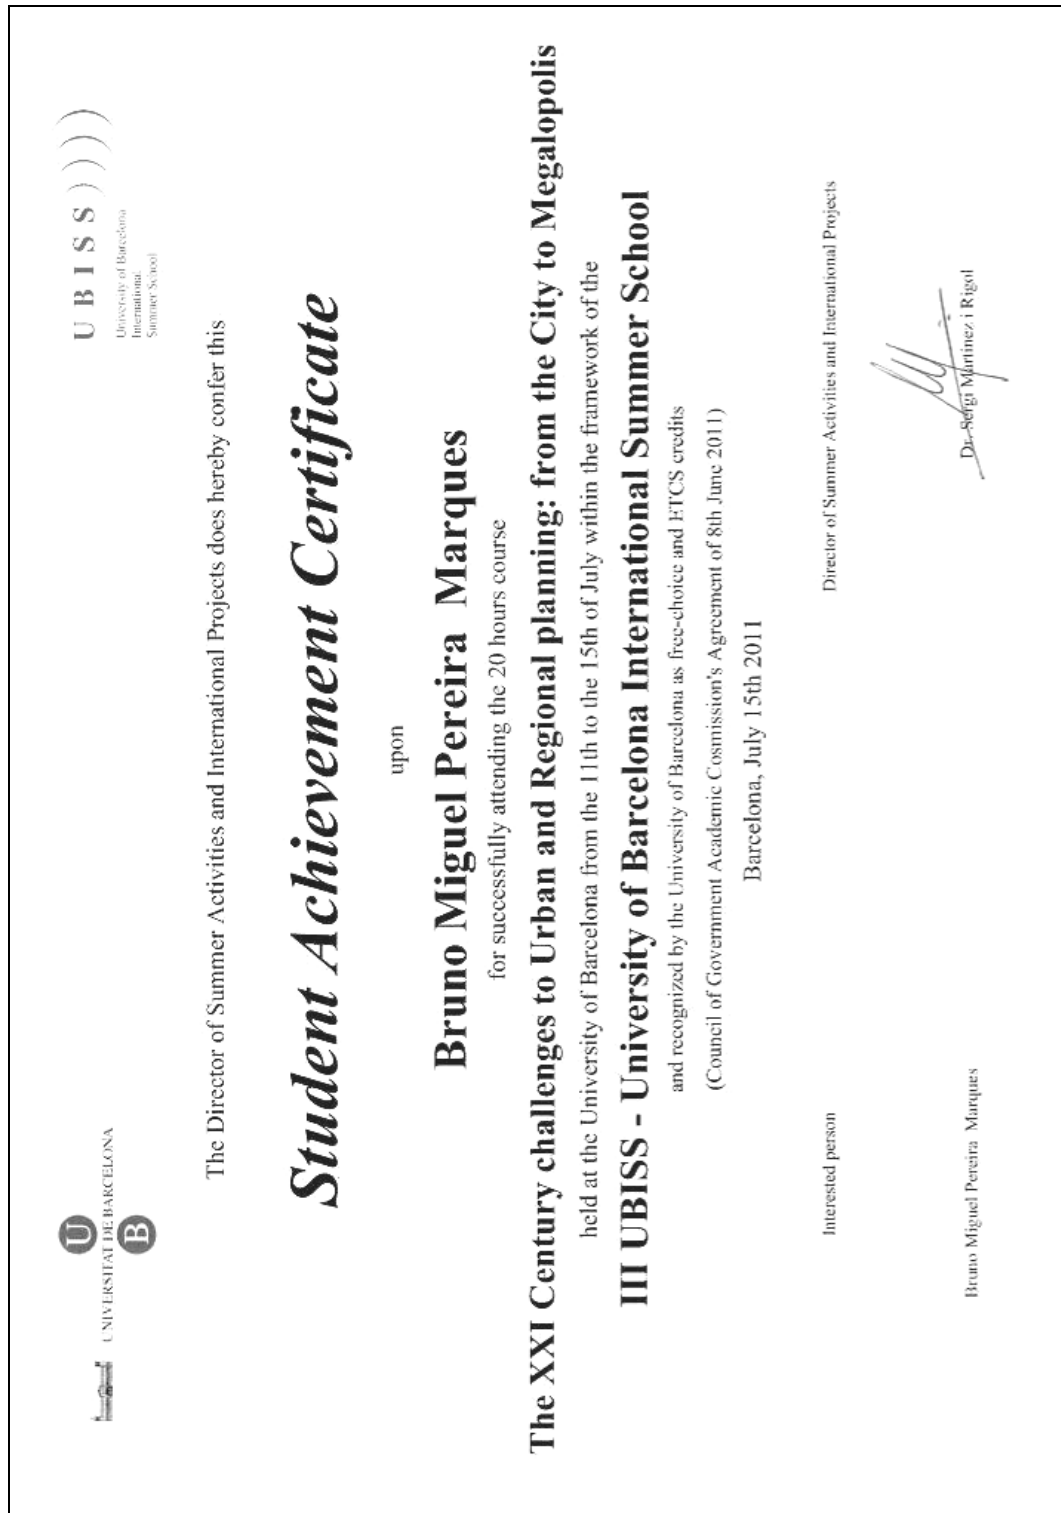 U
UNIVERSITAT DE BARCELONA
B
U B I S S
University of Barcelona
International
Summer School
The Director of Summer Activities and International Projects does hereby confer this
Student Achievement Certificate
upon
Bruno Miguel Pereira Marques
for successfully attending the 20 hours course
The XXI Century challenges to Urban and Regional planning: from the City to Megalopolis
held at the University of Barcelona from the 11th to the 15th of July within the framework of the
III UBISS - University of Barcelona International Summer School
and recognized by the University of Barcelona as free-choice and ETCS credits
(Council of Government Academic Cosmission's Agreement of 8th June 2011)
Barcelona, July 15th 2011
Interested person
Director of Summer Activities and International Projects
Bruno Miguel Pereira Marques
Dr. Sergi Martínez i Rigol